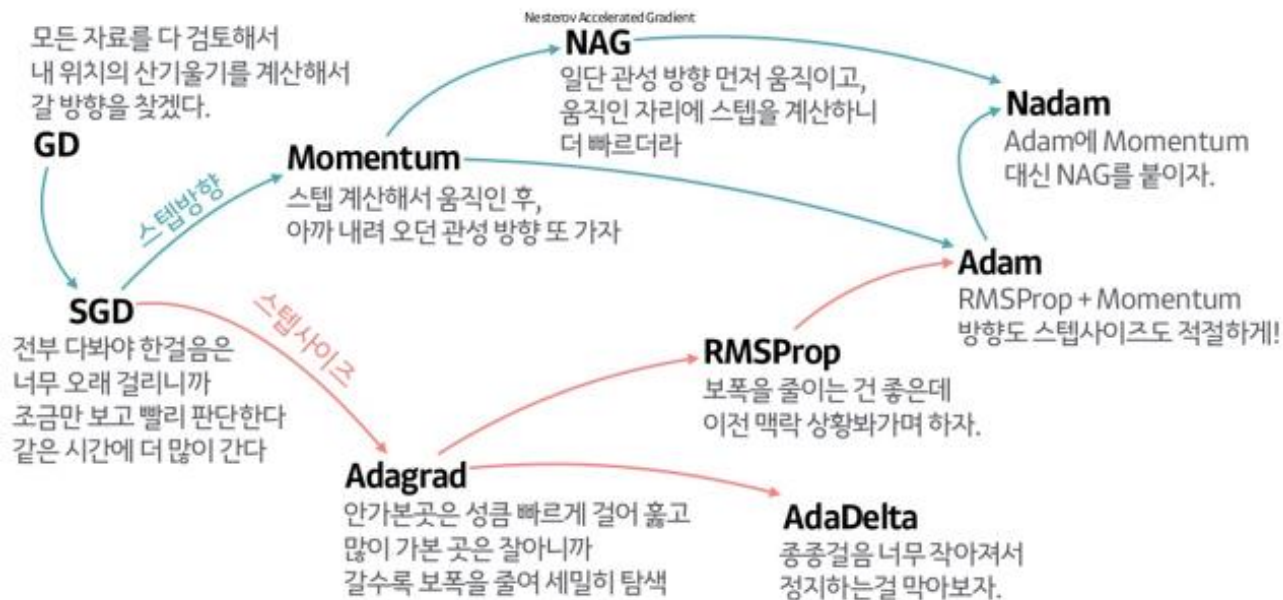 모든 자료를 다 검토해서
내 위치의 산기울기를 계산해서
갈 방향을 찾겠다.
GD
스텝방향
SGD
전부 다봐야 한걸음은
너무 오래 걸리니까
조금만 보고 빨리 판단한다
같은 시간에 더 많이 간다
Momentum
스텝 계산해서 움직인 후,
아까 내려 오던 관성 방향 또 가자
Nesterov Accelerated Gradient
NAG
일단 관성 방향 먼저 움직이고,
움직인 자리에 스텝을 계산하니
더 빠르더라
Nadam
Adam에 Momentum
대신 NAG를 붙이자.
Adam
RMSProp + Momentum
방향도 스텝사이즈도 적절하게!
스텝사이즈
RMSProp
보폭을 줄이는 건 좋은데
이전 맥락 상황봐가며 하자.
Adagrad
안가본곳은 성큼 빠르게 걸어 훑고
많이 가본 곳은 잘아니까
갈수록 보폭을 줄여 세밀히 탐색
AdaDelta
종종걸음 너무 작아져서
정지하는걸 막아보자.